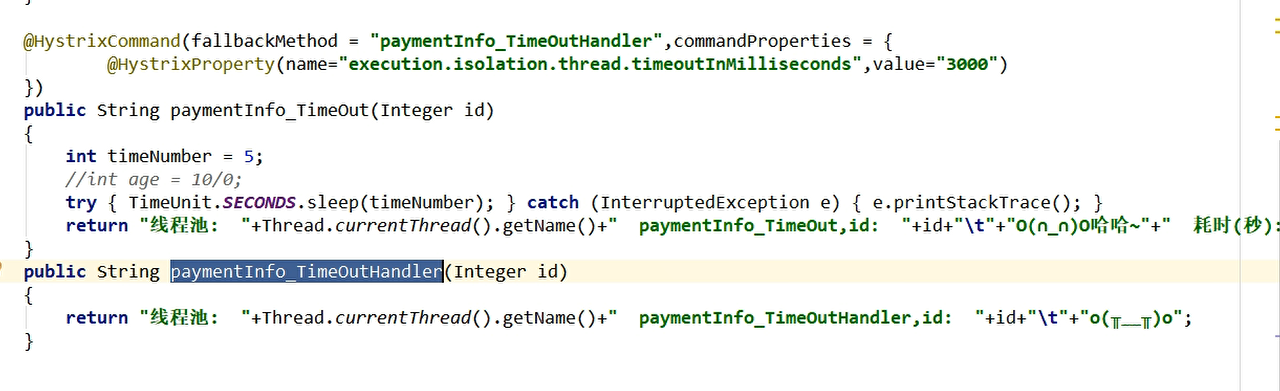 @HystrixCommand(fallbackMethod = "paymentInfo_TimeOutHandler",commandProperties = {
        @HystrixProperty(name="execution.isolation.thread.timeoutInMilliseconds",value="3000")
})
public String paymentInfo_TimeOut(Integer id)
{
    int timeNumber = 5;
    //int age = 10/0;
    try { TimeUnit.SECONDS.sleep(timeNumber); } catch (InterruptedException e) { e.printStackTrace(); }
    return "线程池:  "+Thread.currentThread().getName()+"  paymentInfo_TimeOut,id:  "+id+"\t"+"O(∩_∩)O哈哈~"+"  耗时(秒):
}
public String paymentInfo_TimeOutHandler(Integer id)
{
    return "线程池:  "+Thread.currentThread().getName()+"  paymentInfo_TimeOutHandler,id:  "+id+"\t"+"o(╥﹏╥)o";
}